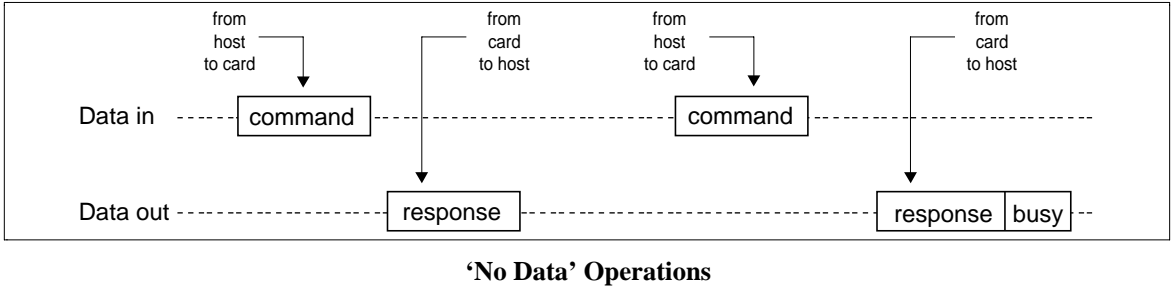 from
host
to card
from
card
to host
from
host
to card
from
card
to host
Data in
command
command
Data out
response
response
busy
‘No Data’ Operations